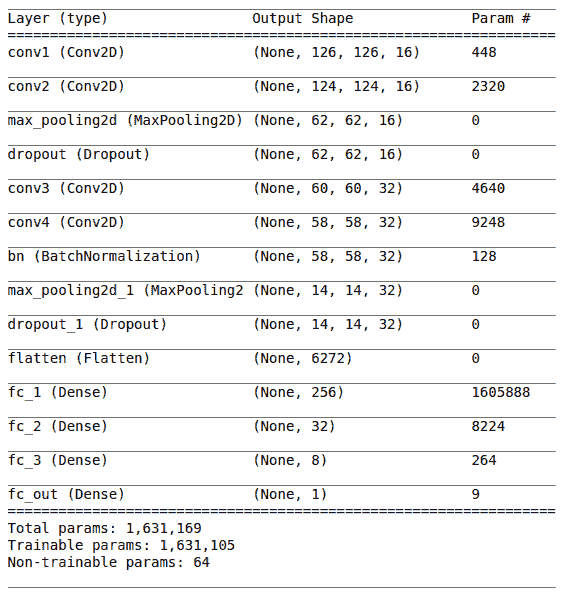 Layer (type) Output Shape Param #
conv1 (Conv2D) (None, 126, 126, 16) 448
conv2 (Conv2D) (None, 124, 124, 16) 2320
max_pooling2d (MaxPooling2D) (None, 62, 62, 16) 0
dropout (Dropout) (None, 62, 62, 16) 0
conv3 (Conv2D) (None, 60, 60, 32) 4640
conv4 (Conv2D) (None, 58, 58, 32) 9248
bn (BatchNormalization) (None, 58, 58, 32) 128
max_pooling2d_1 (MaxPooling2 (None, 14, 14, 32) 0
dropout_1 (Dropout) (None, 14, 14, 32) 0
flatten (Flatten) (None, 6272) 0
fc_1 (Dense) (None, 256) 1605888
fc_2 (Dense) (None, 32) 8224
fc_3 (Dense) (None, 8) 264
fc_out (Dense) (None, 1) 9
Total params: 1,631,169
Trainable params: 1,631,105
Non-trainable params: 64